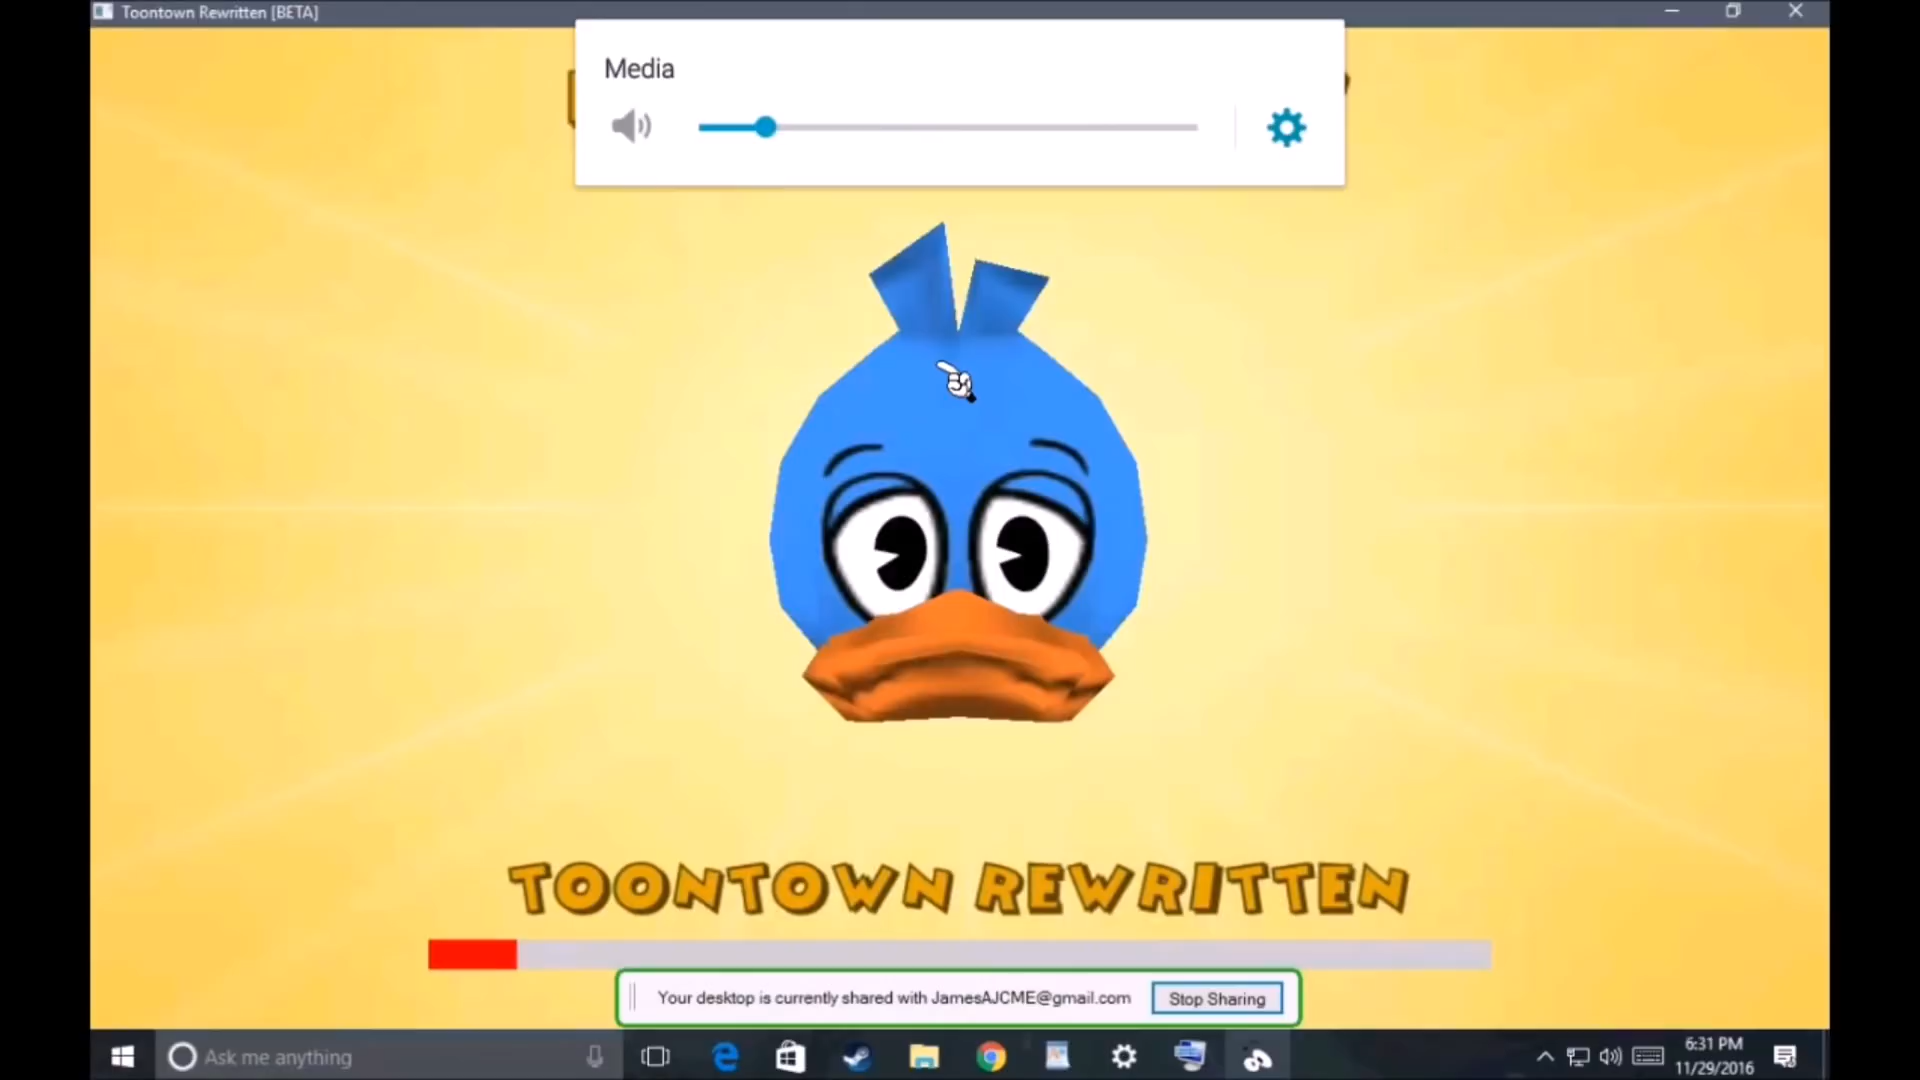 Toontown Rewritten [BETA]
Media
TOONTOWN REWRITTEN
Your desktop is currently shared with JamesAJCME@gmail.com
Stop Sharing
Ask me anything
6:31 PM
11/29/2016